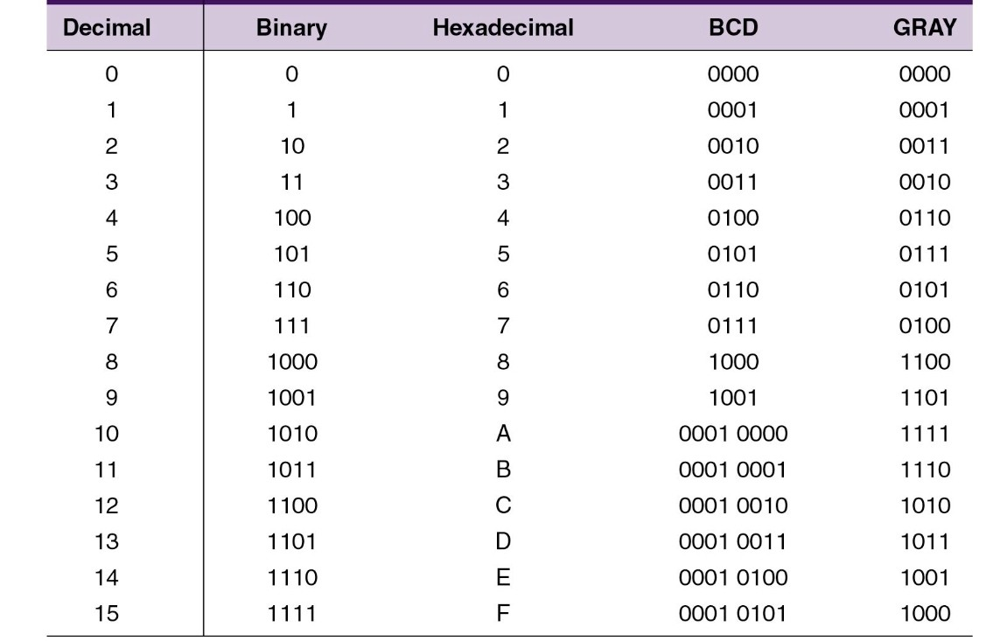 Decimal Binary Hexadecimal BCD GRAY
0 0 0 0000 0000
1 1 1 0001 0001
2 10 2 0010 0011
3 11 3 0011 0010
4 100 4 0100 0110
5 101 5 0101 0111
6 110 6 0110 0101
7 111 7 0111 0100
8 1000 8 1000 1100
9 1001 9 1001 1101
10 1010 A 0001 0000 1111
11 1011 B 0001 0001 1110
12 1100 C 0001 0010 1010
13 1101 D 0001 0011 1011
14 1110 E 0001 0100 1001
15 1111 F 0001 0101 1000